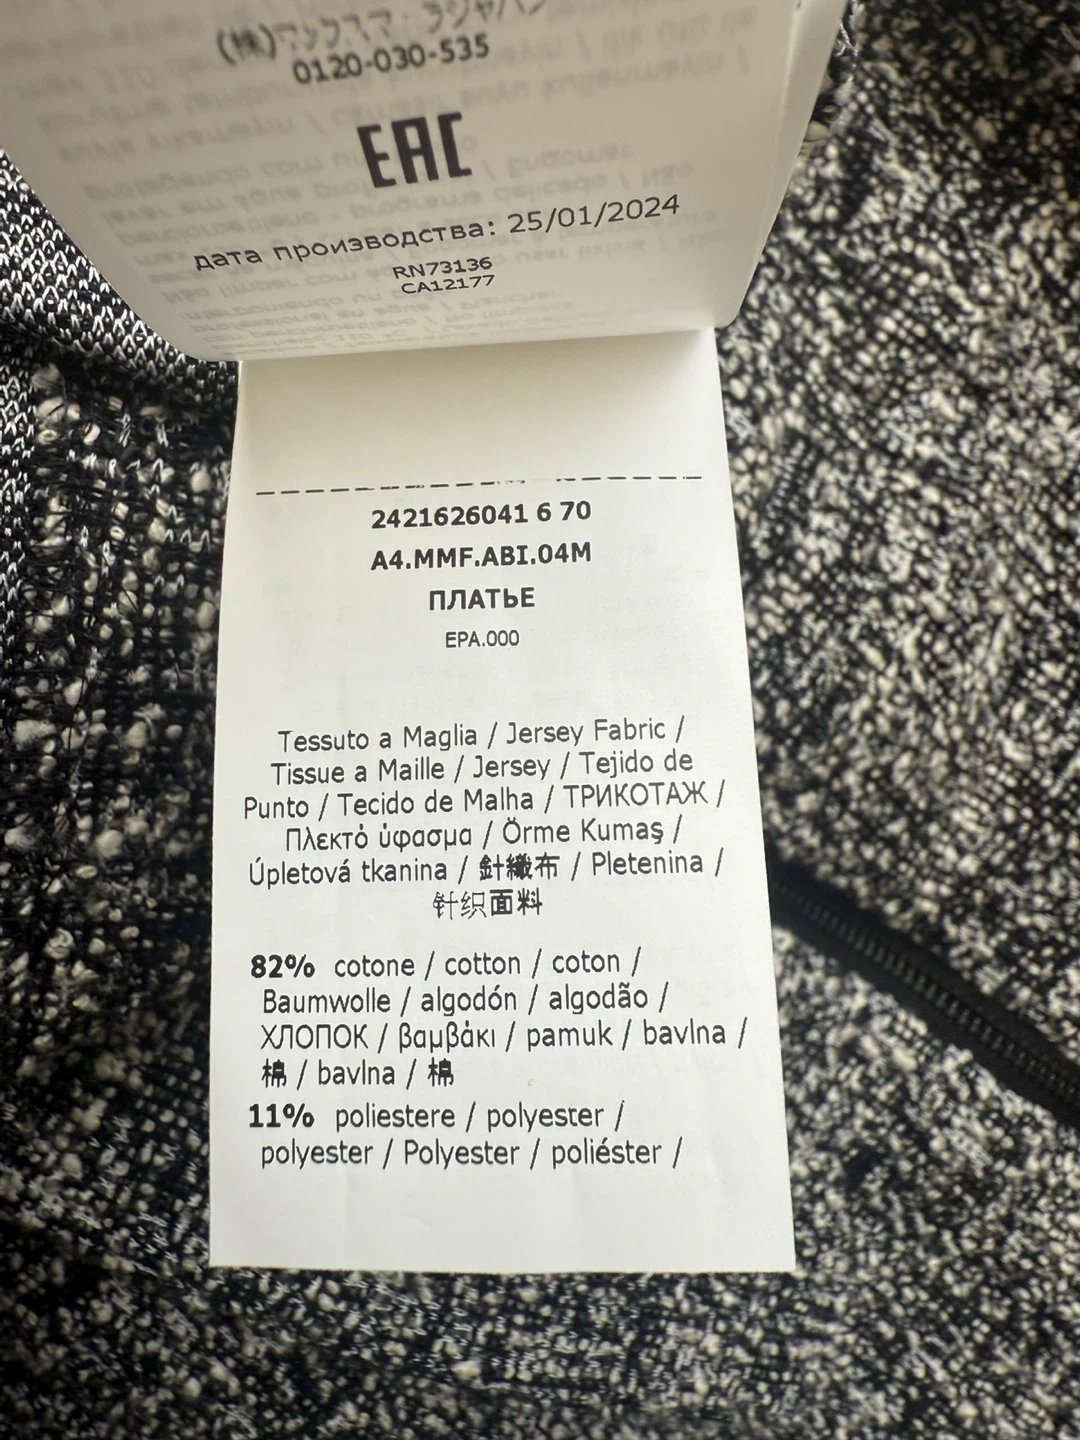 (株)マックスマーラジャパン
0120-030-535
EAC
дата производства: 25/01/2024
RN73136
CA12177
2421626041 6 70
A4.MMF.ABI.04M
ПЛАТЬЕ
EPA.000
Tessuto a Maglia / Jersey Fabric /
Tissue a Maille / Jersey / Tejido de
Punto / Tecido de Malha / ТРИКОТАЖ /
Πλεκτό ύφασμα / Örme Kumaş /
Úpletová tkanina / 針織布 / Pletenina /
针织面料
82% cotone / cotton / coton /
Baumwolle / algodón / algodão /
ХЛОПОК / βαμβάκι / pamuk / bavlna /
棉 / bavlna / 棉
11% poliestere / polyester /
polyester / Polyester / poliéster /